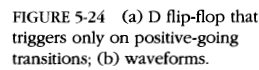 FIGURE 5-24 (a) D flip-flop that
triggers only on positive-going
transitions; (b) waveforms.